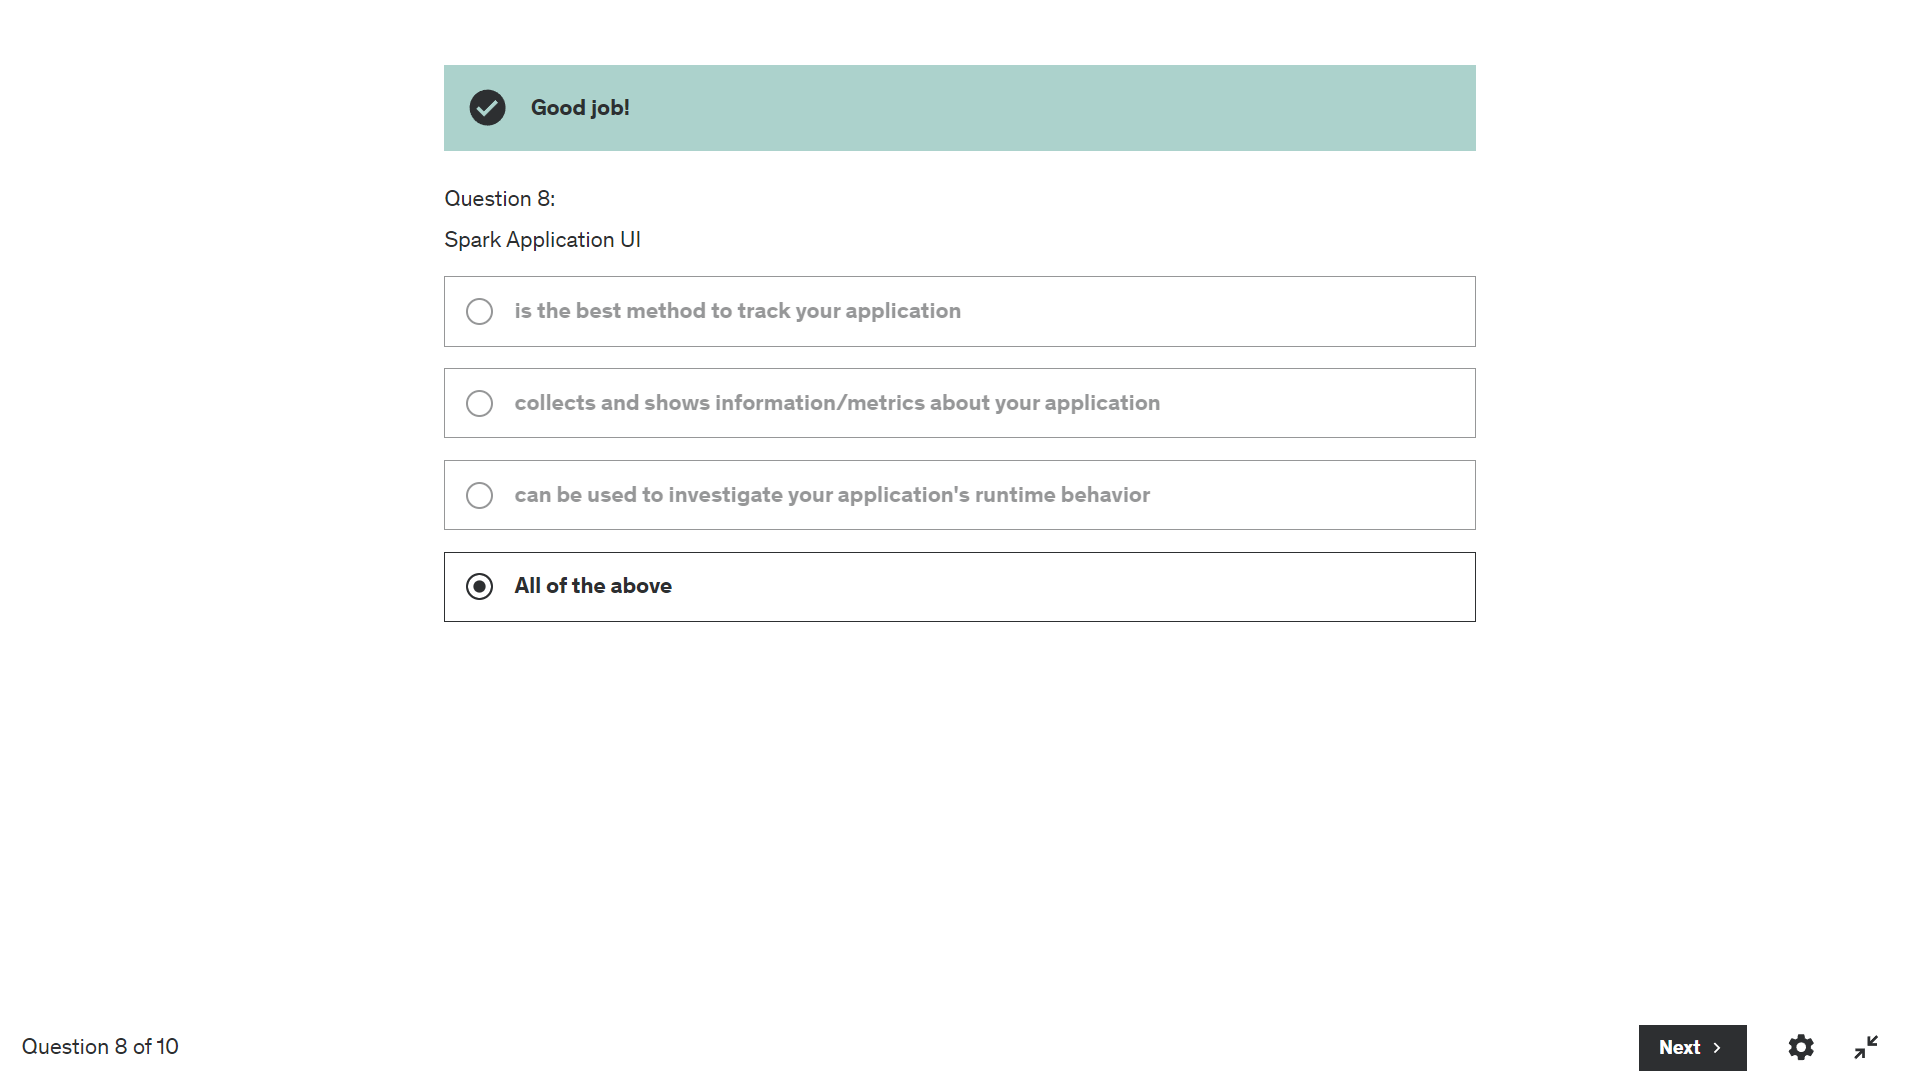 Good job!
Question 8:
Spark Application UI
is the best method to track your application
collects and shows information/metrics about your application
can be used to investigate your application's runtime behavior
All of the above
Question 8 of 10
Next